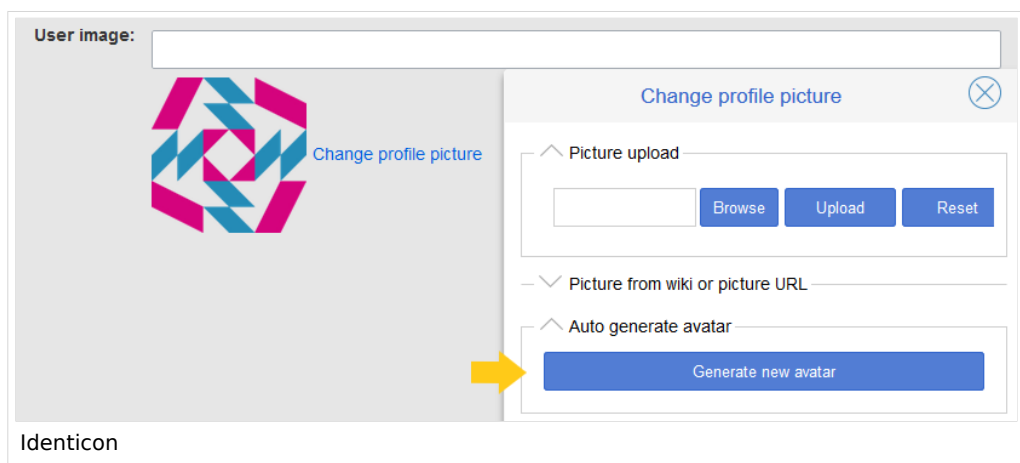 User image:
Change profile picture
Change profile picture
Picture upload
Browse Upload Reset
Picture from wiki or picture URL
Auto generate avatar
Generate new avatar
Identicon